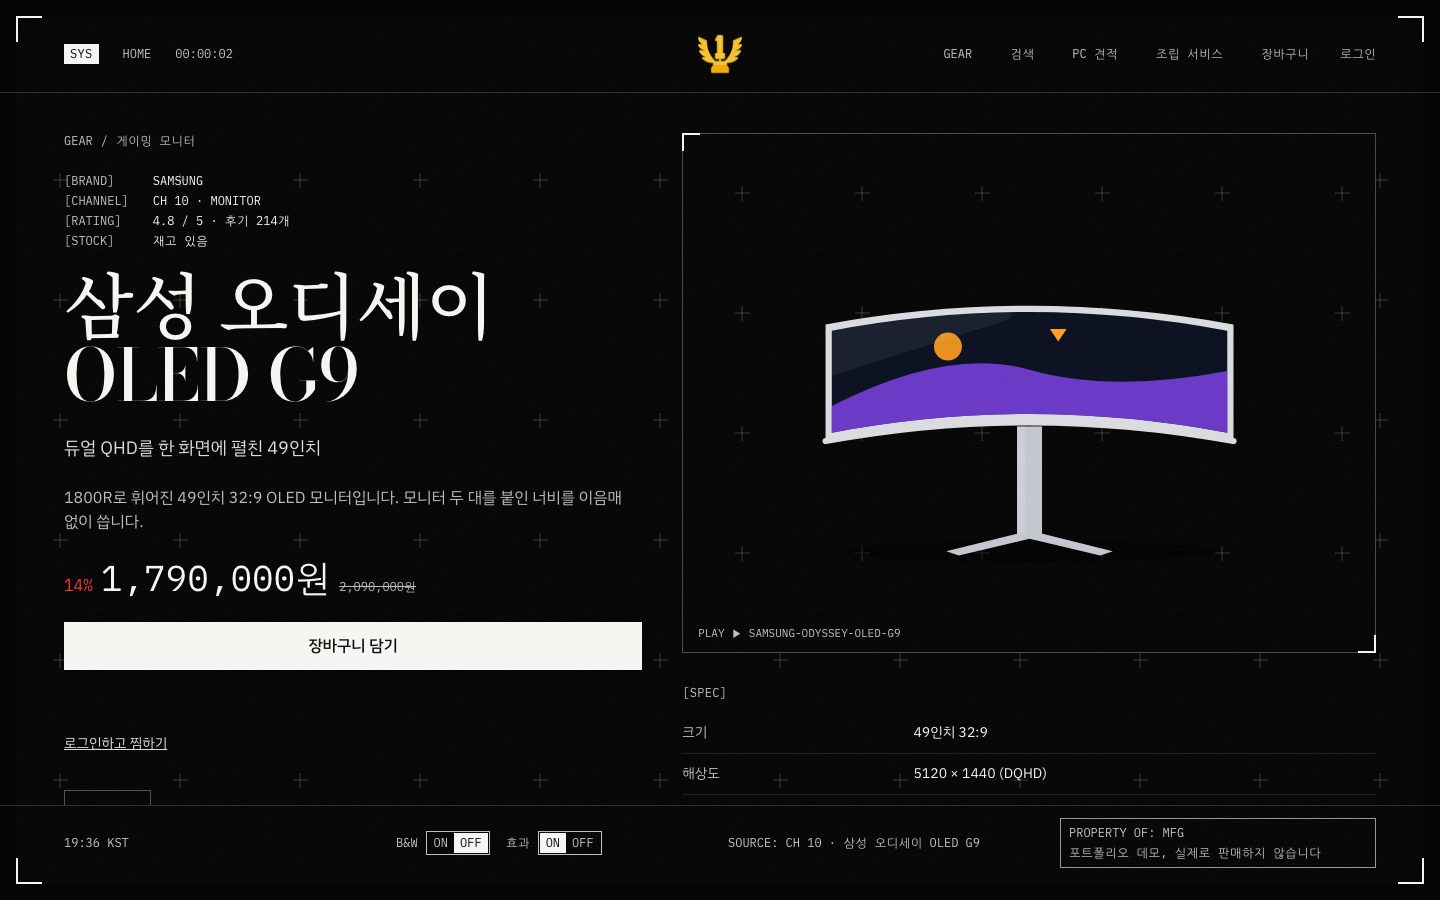 SYS HOME 00:00:02
GEAR 검색 PC 견적 조립 서비스 장바구니 로그인
GEAR / 게이밍 모니터
[BRAND] SAMSUNG
[CHANNEL] CH 10 · MONITOR
[RATING] 4.8 / 5 · 후기 214개
[STOCK] 재고 있음
삼성 오디세이
OLED G9
듀얼 QHD를 한 화면에 펼친 49인치
1800R로 휘어진 49인치 32:9 OLED 모니터입니다. 모니터 두 대를 붙인 너비를 이음매
없이 씁니다.
14% 1,790,000원 2,090,000원
장바구니 담기
로그인하고 찜하기
PLAY ▶ SAMSUNG-ODYSSEY-OLED-G9
[SPEC]
크기 49인치 32:9
해상도 5120 × 1440 (DQHD)
19:36 KST
B&W ON OFF 효과 ON OFF
SOURCE: CH 10 · 삼성 오디세이 OLED G9
PROPERTY OF: MFG
포트폴리오 데모, 실제로 판매하지 않습니다